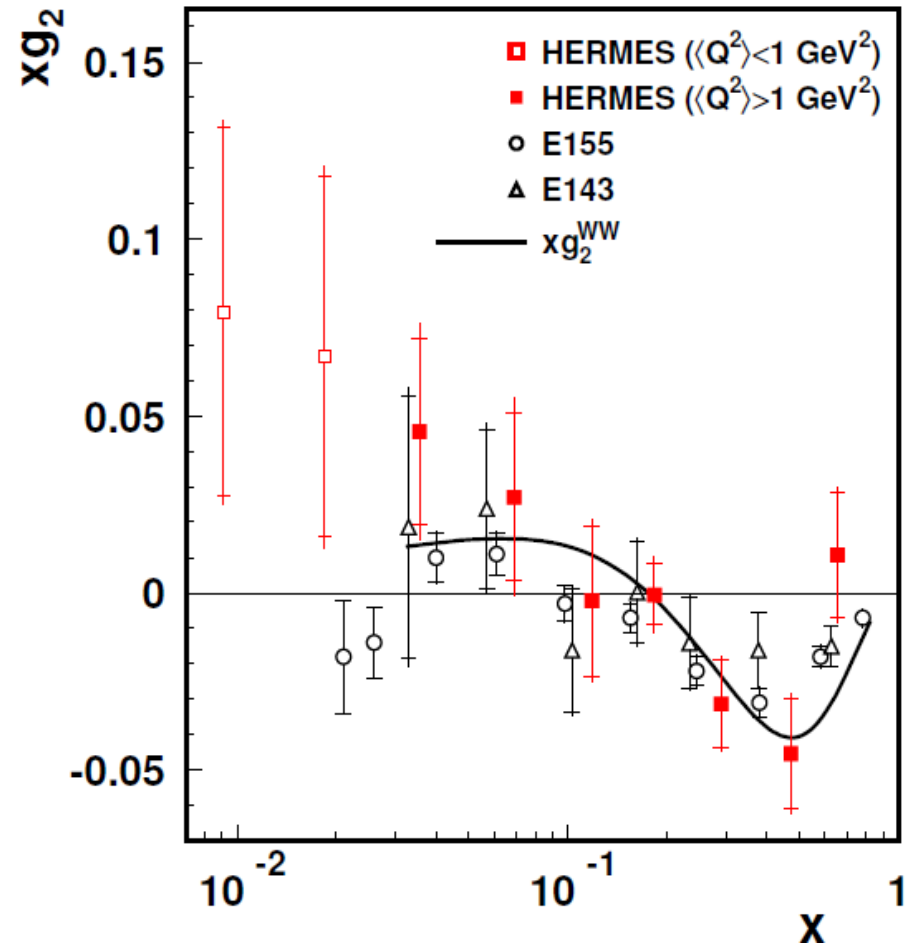 xg₂
0.15
0.1
0.05
0
-0.05
HERMES (⟨Q²⟩<1 GeV²)
HERMES (⟨Q²⟩>1 GeV²)
E155
E143
xg₂ᵂᵂ
10⁻²
10⁻¹
1
x